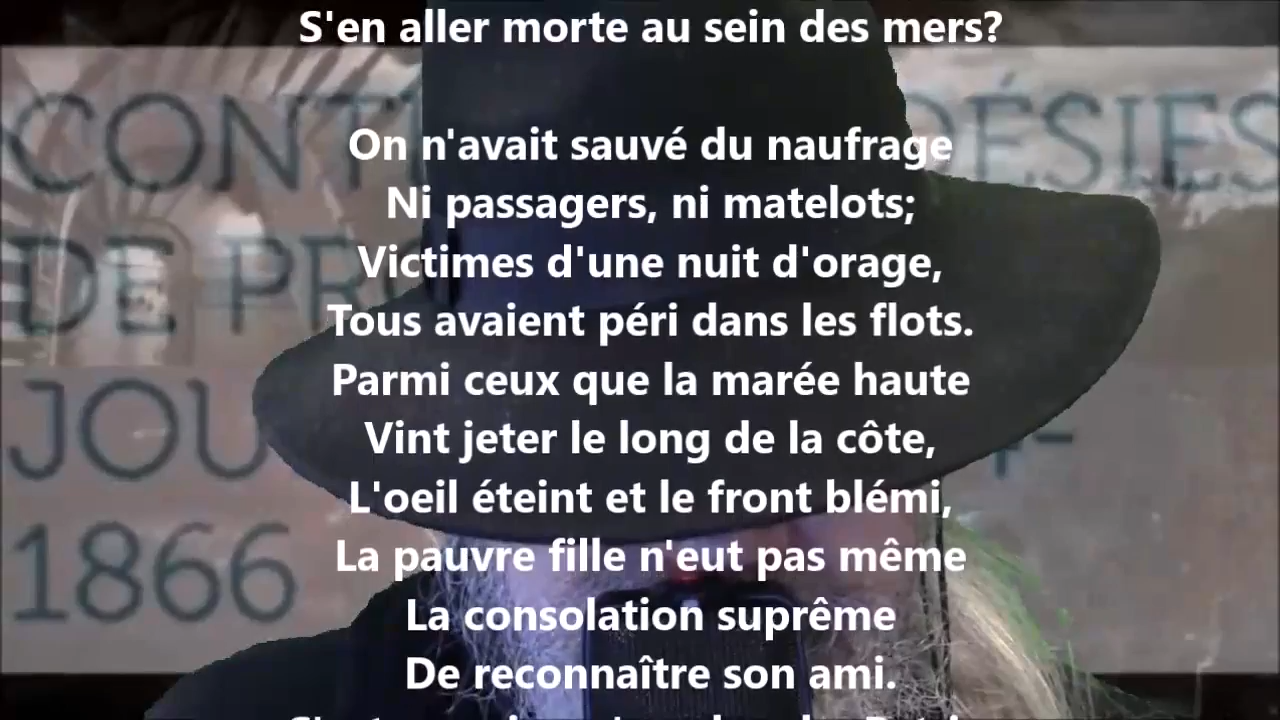 S'en aller morte au sein des mers?
On n'avait sauvé du naufrage
Ni passagers, ni matelots;
Victimes d'une nuit d'orage,
Tous avaient péri dans les flots.
Parmi ceux que la marée haute
Vint jeter le long de la côte,
L'oeil éteint et le front blémi,
La pauvre fille n'eut pas même
La consolation suprême
De reconnaître son ami.
CONT ÉSIES
DE PRO
JOU
1866